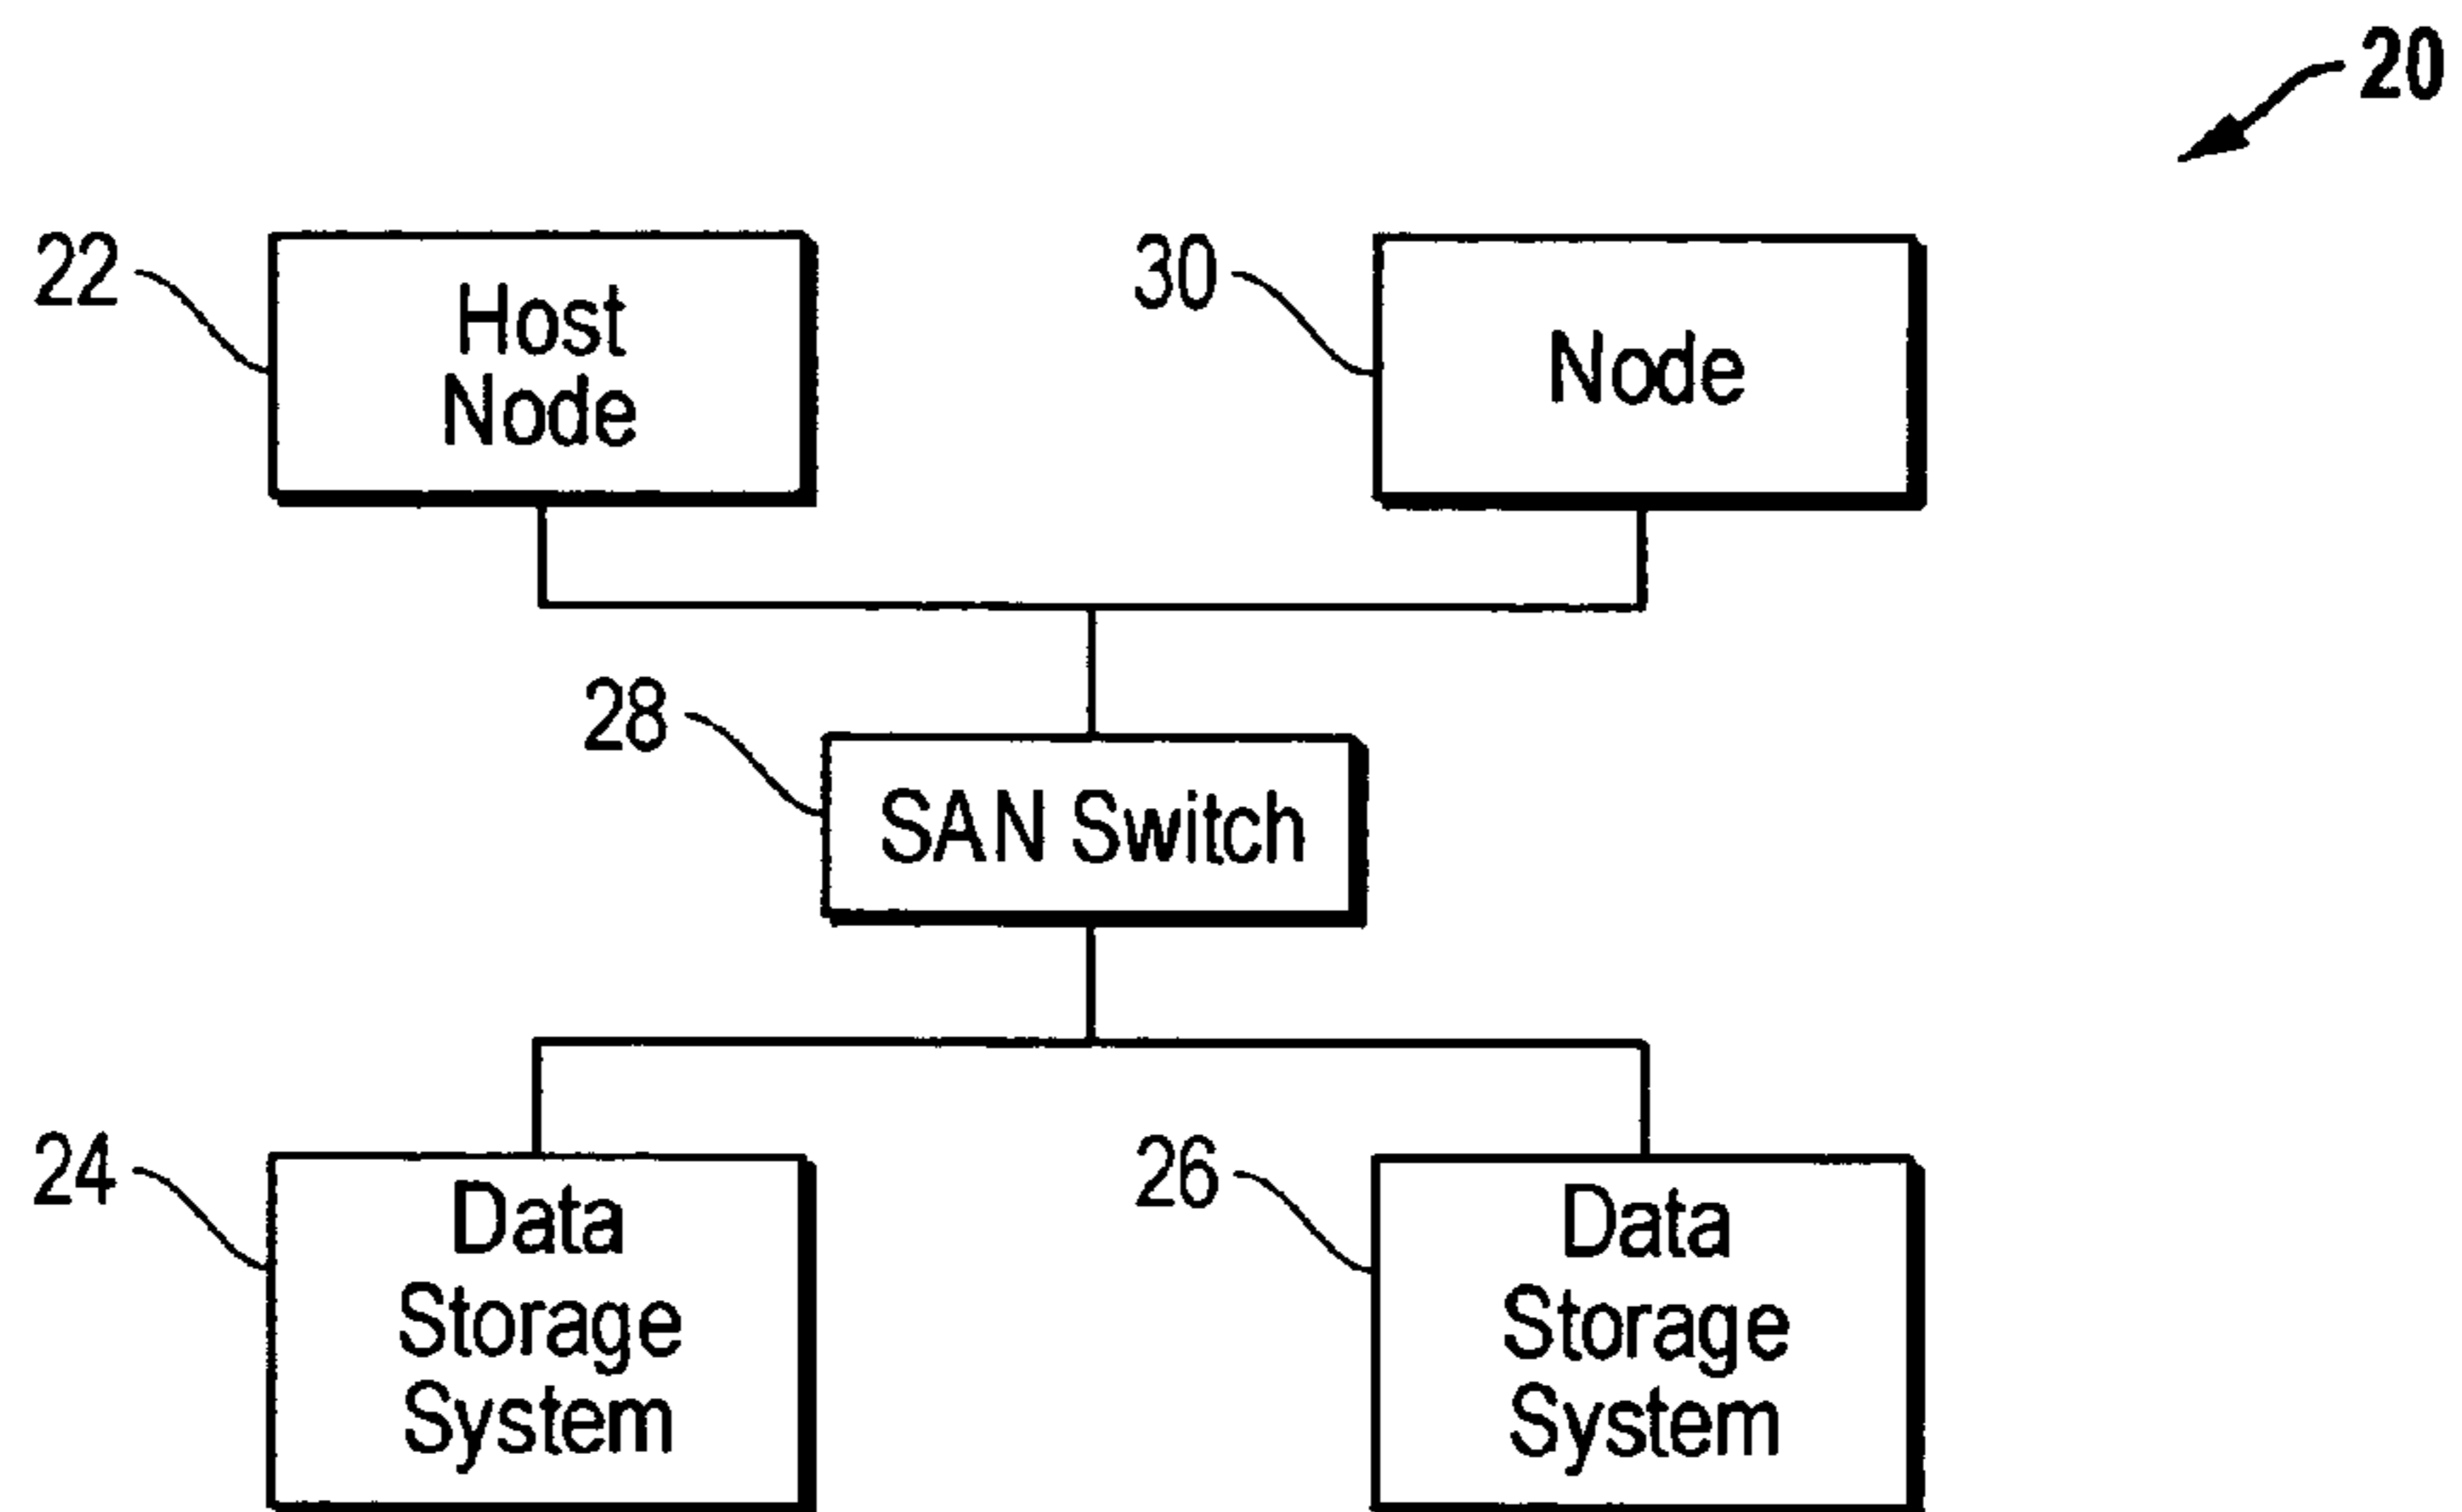 20
22
Host
Node
30
Node
28
SAN Switch
24
Data
Storage
System
26
Data
Storage
System